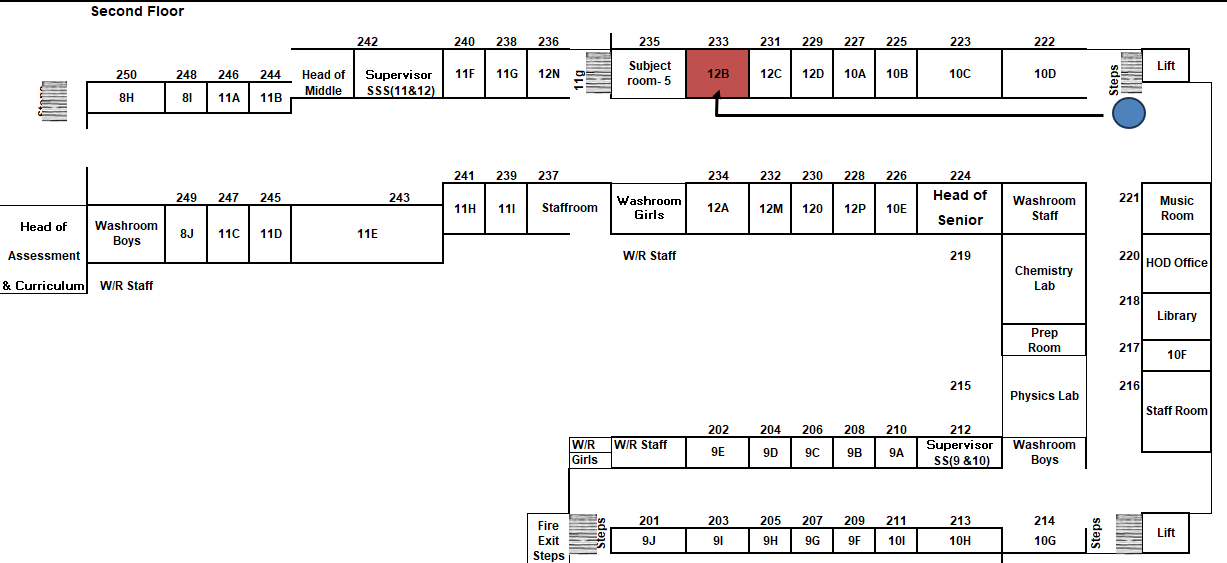 Second Floor
242 240 238 236 235 233 231 229 227 225 223 222
250 248 246 244 Head of Middle Supervisor SSS(11&12) 11F 11G 12N 11g Subject room- 5 12B 12C 12D 10A 10B 10C 10D Steps Lift
Steps 8H 8I 11A 11B
241 239 237 234 232 230 228 226 224
249 247 245 243 11H 11I Staffroom Washroom Girls 12A 12M 120 12P 10E Head of Senior Washroom Staff 221 Music Room
Head of Assessment & Curriculum Washroom Boys 8J 11C 11D 11E
W/R Staff W/R Staff 219 Chemistry Lab 220 HOD Office
218 Library
Prep Room 217 10F
215 Physics Lab 216 Staff Room
202 204 206 208 210 212
W/R Girls W/R Staff 9E 9D 9C 9B 9A Supervisor SS(9 &10) Washroom Boys
201 203 205 207 209 211 213 214
Fire Exit Steps Steps 9J 9I 9H 9G 9F 10I 10H 10G Steps Lift